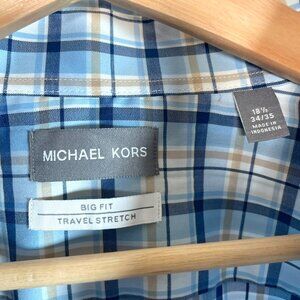 18½
34/35
MADE IN
INDONESIA
MICHAEL KORS
BIG FIT
TRAVEL STRETCH